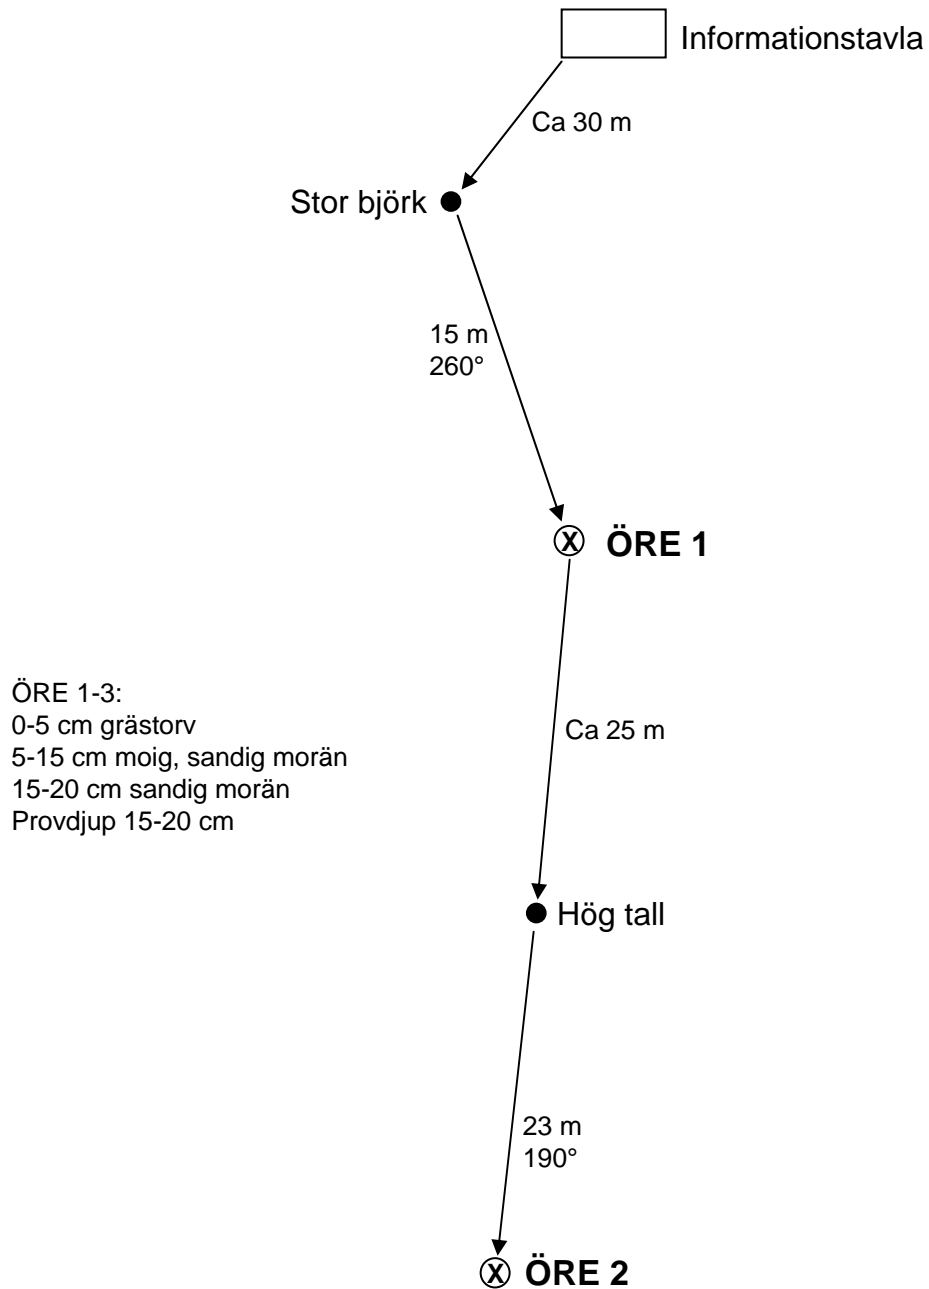 Informationstavla
Ca 30 m
Stor björk
15 m
260°
X ÖRE 1
ÖRE 1-3:
0-5 cm grästorv
5-15 cm moig, sandig morän
15-20 cm sandig morän
Provdjup 15-20 cm
Ca 25 m
Hög tall
23 m
190°
X ÖRE 2